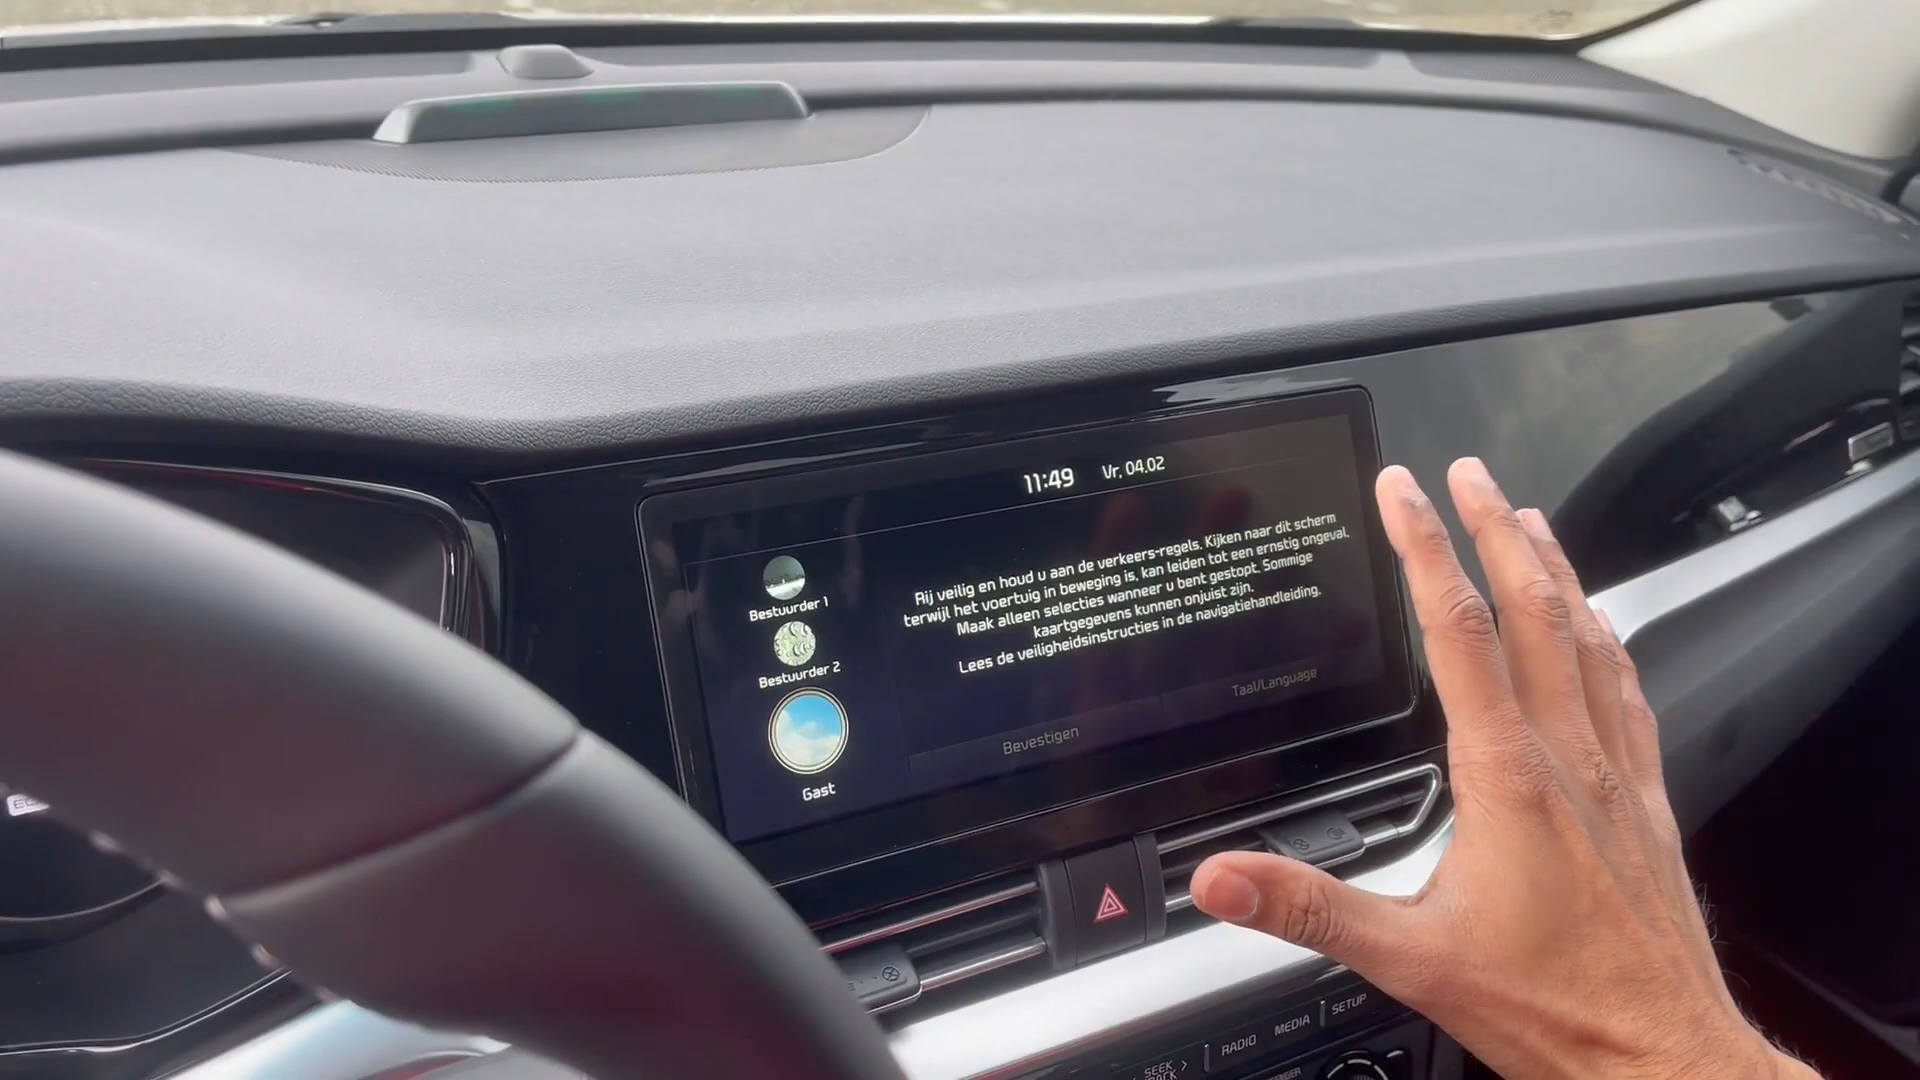 11:49 Vr, 04.02
Bestuurder 1
Bestuurder 2
Gast
Rij veilig en houd u aan de verkeers-regels. Kijken naar dit scherm
terwijl het voertuig in beweging is, kan leiden tot een ernstig ongeval.
Maak alleen selecties wanneer u bent gestopt. Sommige
kaartgegevens kunnen onjuist zijn.
Lees de veiligheidsinstructies in de navigatiehandleiding.
Bevestigen
Taal/Language
SEEK
RADIO
MEDIA
SETUP